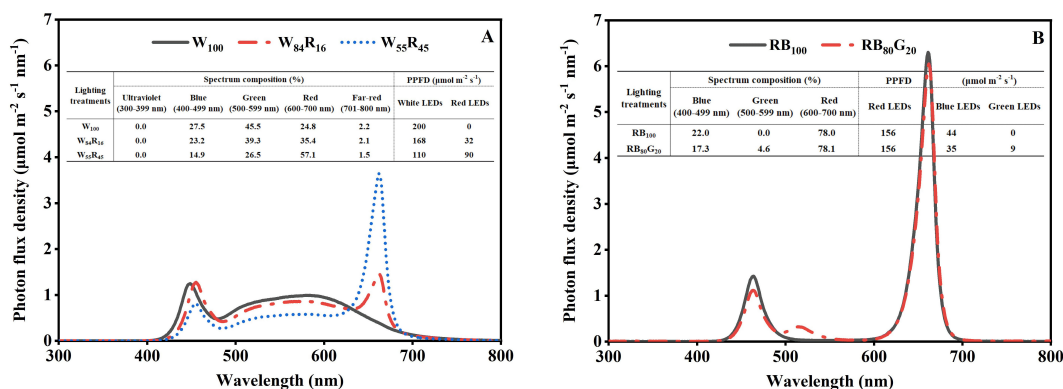 A
W100 W84R16 W55R45
Lighting treatments
Spectrum composition (%)
PPFD (μmol m-2 s-1)
Ultraviolet (300-399 nm)
Blue (400-499 nm)
Green (500-599 nm)
Red (600-700 nm)
Far-red (701-800 nm)
White LEDs Red LEDs
W100 0.0 27.5 45.5 24.8 2.2 200 0
W84R16 0.0 23.2 39.3 35.4 2.1 168 32
W55R45 0.0 14.9 26.5 57.1 1.5 110 90
Photon flux density (μmol m-2 s-1 nm-1)
7
6
5
4
3
2
1
0
300 400 500 600 700 800
Wavelength (nm)
B
RB100 RB80G20
Lighting treatments
Spectrum composition (%)
PPFD (μmol m-2 s-1)
Blue (400-499 nm)
Green (500-599 nm)
Red (600-700 nm)
Red LEDs Blue LEDs Green LEDs
RB100 22.0 0.0 78.0 156 44 0
RB80G20 17.3 4.6 78.1 156 35 9
Photon flux density (μmol m-2 s-1 nm-1)
7
6
5
4
3
2
1
0
300 400 500 600 700 800
Wavelength (nm)